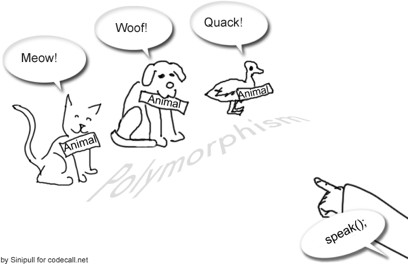 Meow!
Woof!
Quack!
Animal
Animal
Animal
Polymorphism
speak();
by Sinipull for codecall.net